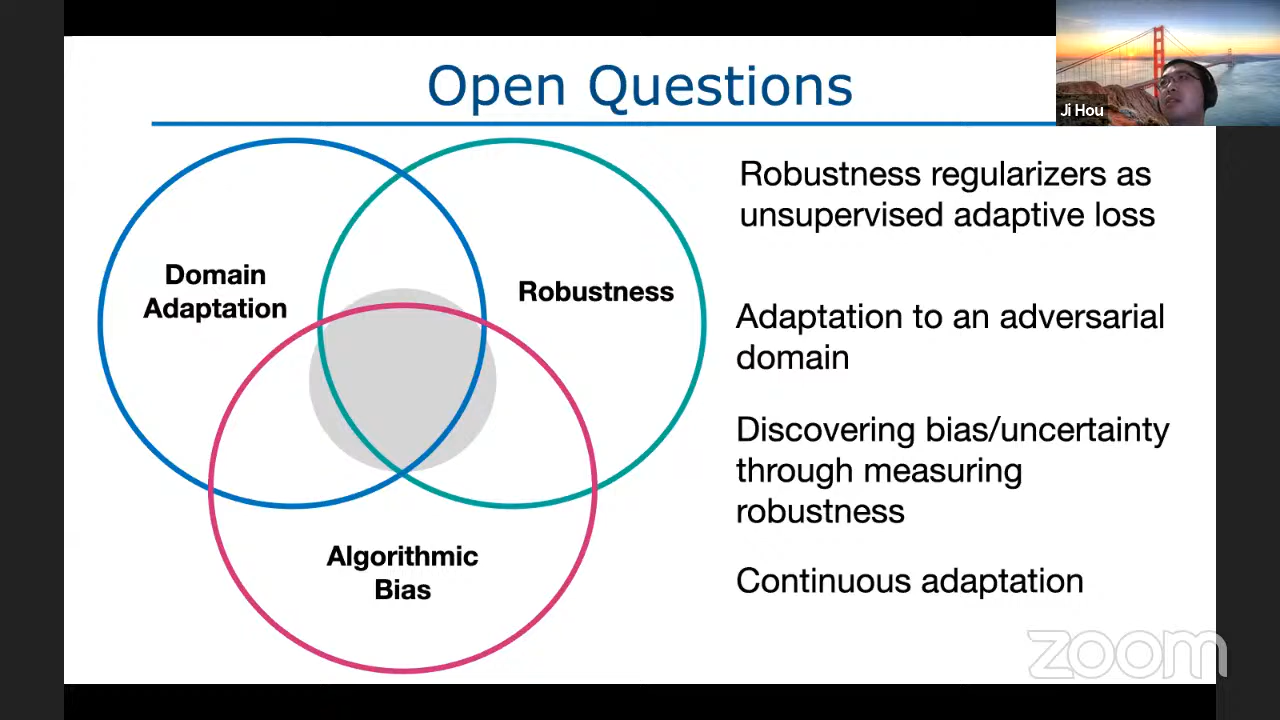 Open Questions
Ji Hou
Domain
Adaptation
Robustness
Algorithmic
Bias
Robustness regularizers as
unsupervised adaptive loss
Adaptation to an adversarial
domain
Discovering bias/uncertainty
through measuring
robustness
Continuous adaptation
zoom